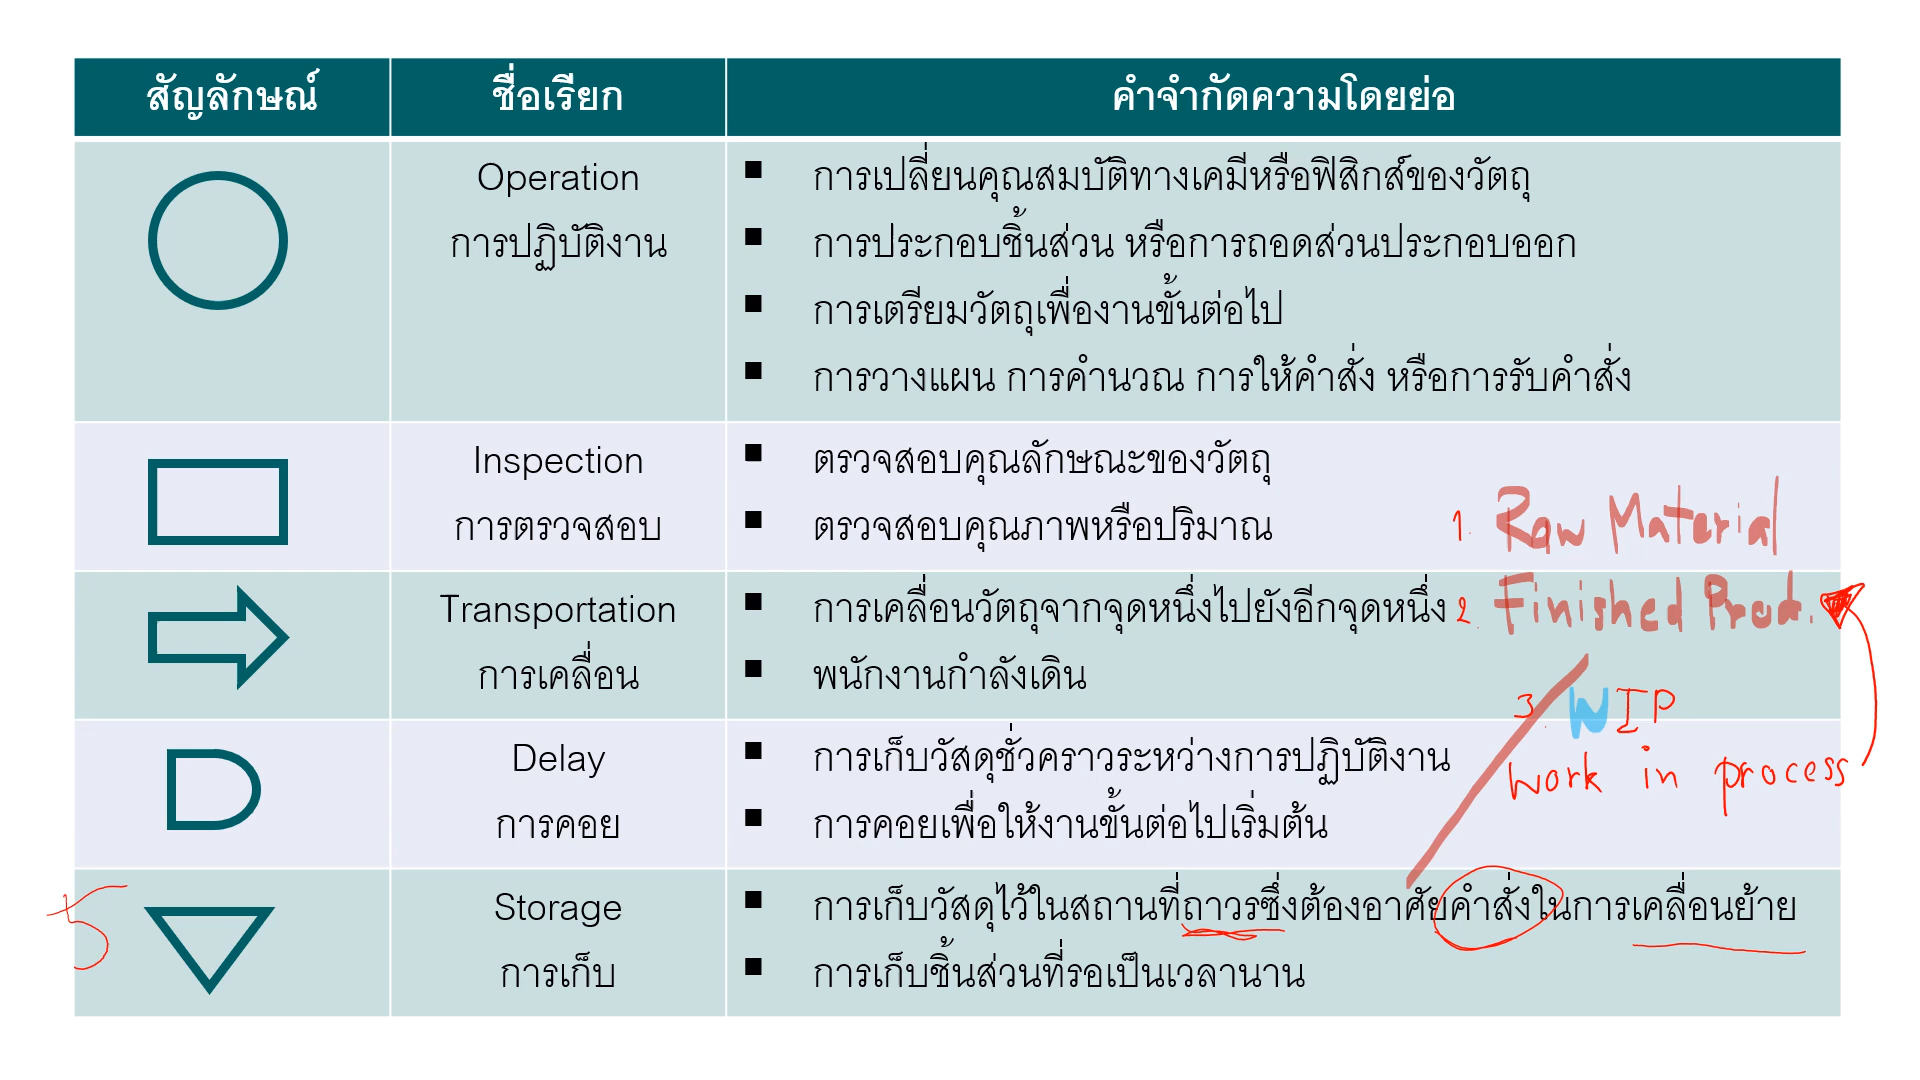 สัญลักษณ์ ชื่อเรียก คำจำกัดความโดยย่อ
Operation
การปฏิบัติงาน
▪ การเปลี่ยนคุณสมบัติทางเคมีหรือฟิสิกส์ของวัตถุ
▪ การประกอบชิ้นส่วน หรือการถอดส่วนประกอบออก
▪ การเตรียมวัตถุเพื่องานขั้นต่อไป
▪ การวางแผน การคำนวณ การให้คำสั่ง หรือการรับคำสั่ง
Inspection
การตรวจสอบ
▪ ตรวจสอบคุณลักษณะของวัตถุ
▪ ตรวจสอบคุณภาพหรือปริมาณ
1. Raw Material
Transportation
การเคลื่อน
▪ การเคลื่อนวัตถุจากจุดหนึ่งไปยังอีกจุดหนึ่ง
2. Finished Prod.
▪ พนักงานกำลังเดิน
3. WIP
work in process
Delay
การคอย
▪ การเก็บวัสดุชั่วคราวระหว่างการปฏิบัติงาน
▪ การคอยเพื่อให้งานขั้นต่อไปเริ่มต้น
5
Storage
การเก็บ
▪ การเก็บวัสดุไว้ในสถานที่ถาวรซึ่งต้องอาศัยคำสั่งในการเคลื่อนย้าย
▪ การเก็บชิ้นส่วนที่รอเป็นเวลานาน